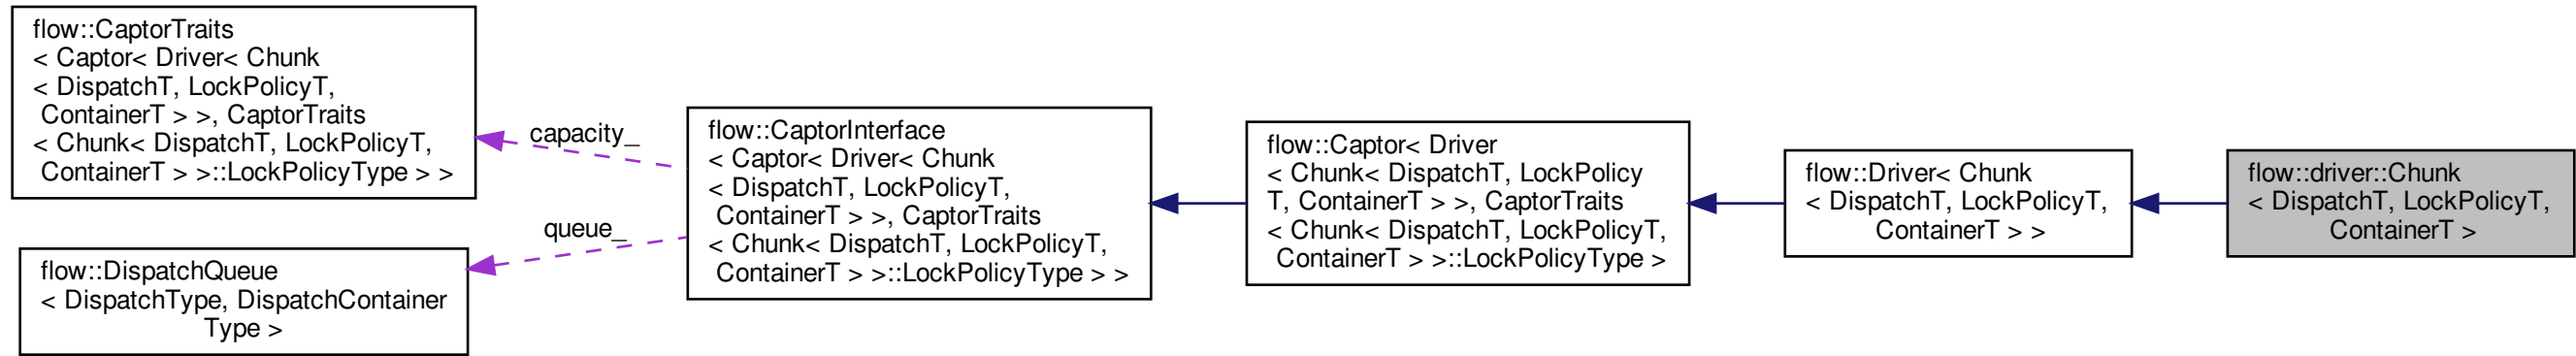 flow::CaptorTraits
< Captor< Driver< Chunk
< DispatchT, LockPolicyT,
ContainerT > >, CaptorTraits
< Chunk< DispatchT, LockPolicyT,
ContainerT > >::LockPolicyType > >
flow::DispatchQueue
< DispatchType, DispatchContainer
Type >
capacity_
queue_
flow::CaptorInterface
< Captor< Driver< Chunk
< DispatchT, LockPolicyT,
ContainerT > >, CaptorTraits
< Chunk< DispatchT, LockPolicyT,
ContainerT > >::LockPolicyType > >
flow::Captor< Driver
< Chunk< DispatchT, LockPolicy
T, ContainerT > >, CaptorTraits
< Chunk< DispatchT, LockPolicyT,
ContainerT > >::LockPolicyType >
flow::Driver< Chunk
< DispatchT, LockPolicyT,
ContainerT > >
flow::driver::Chunk
< DispatchT, LockPolicyT,
ContainerT >